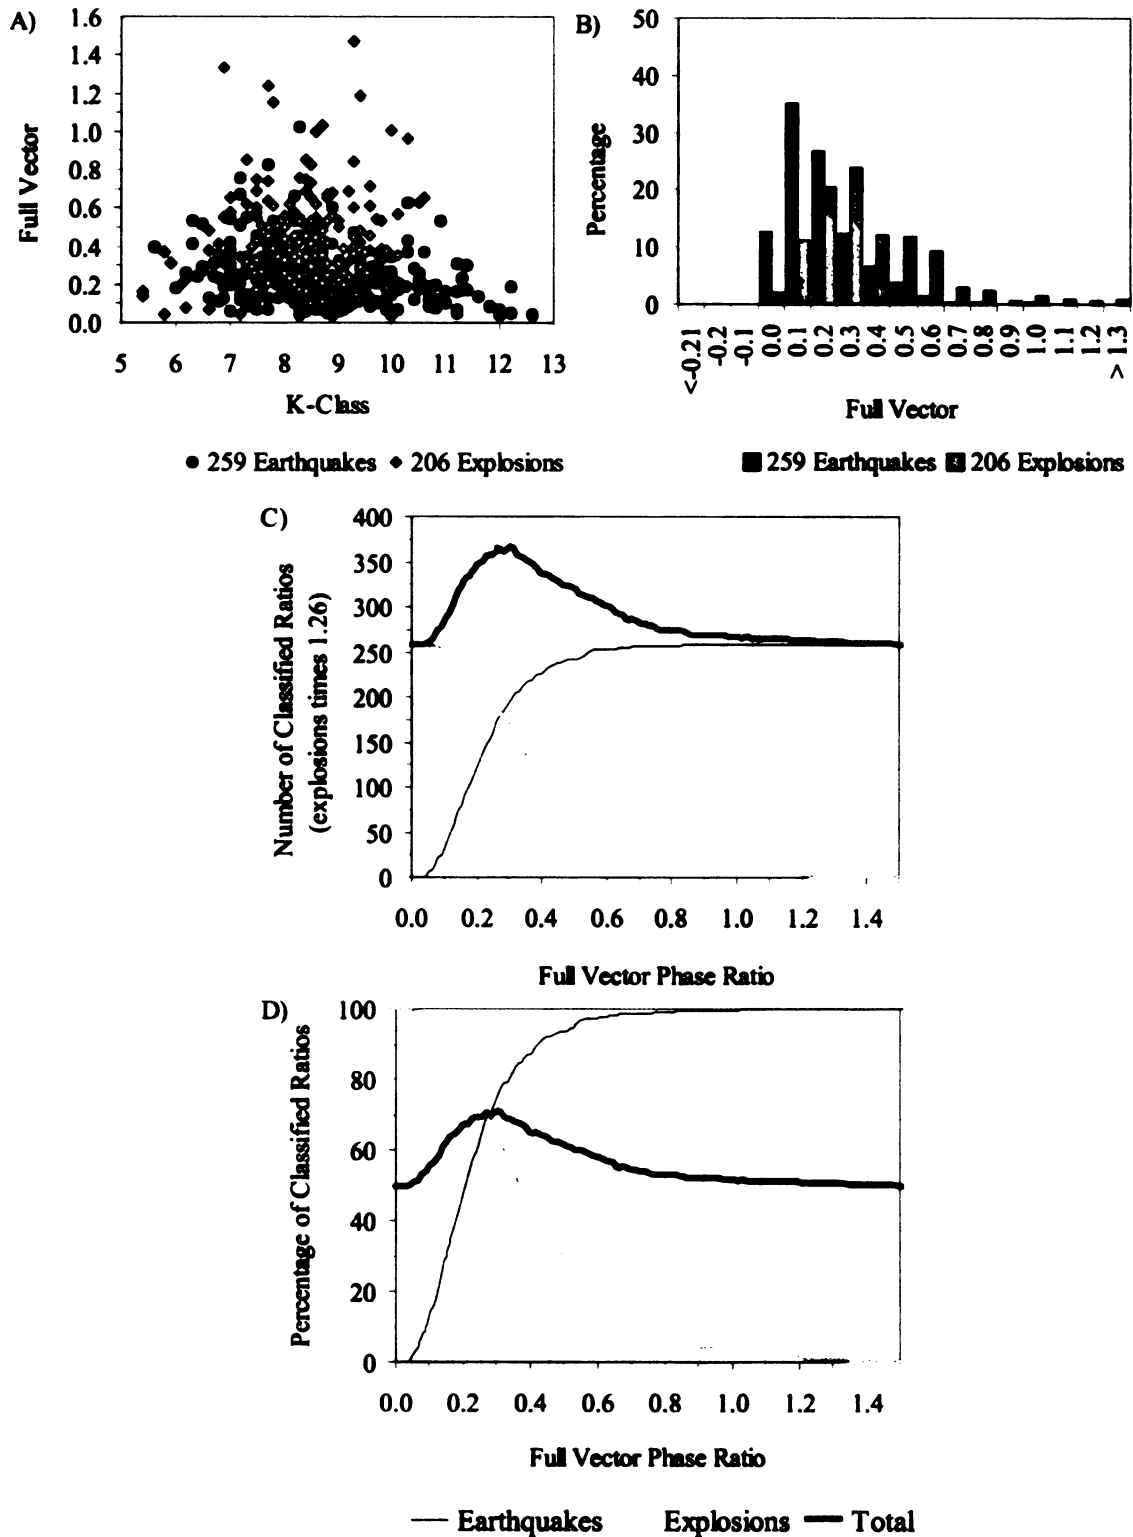 A)
1.6
1.4
1.2
1.0
0.8
0.6
0.4
0.2
0.0
Full Vector
5 6 7 8 9 10 11 12 13
K-Class
259 Earthquakes 206 Explosions
B)
50
40
30
20
10
0
Percentage
<-0.21 -0.2 -0.1 0.0 0.1 0.2 0.3 0.4 0.5 0.6 0.7 0.8 0.9 1.0 1.1 1.2 > 1.3
Full Vector
259 Earthquakes 206 Explosions
C)
400
350
300
250
200
150
100
50
0
Number of Classified Ratios
(explosions times 1.26)
0.0 0.2 0.4 0.6 0.8 1.0 1.2 1.4
Full Vector Phase Ratio
D)
100
80
60
40
20
0
Percentage of Classified Ratios
0.0 0.2 0.4 0.6 0.8 1.0 1.2 1.4
Full Vector Phase Ratio
Earthquakes Explosions Total